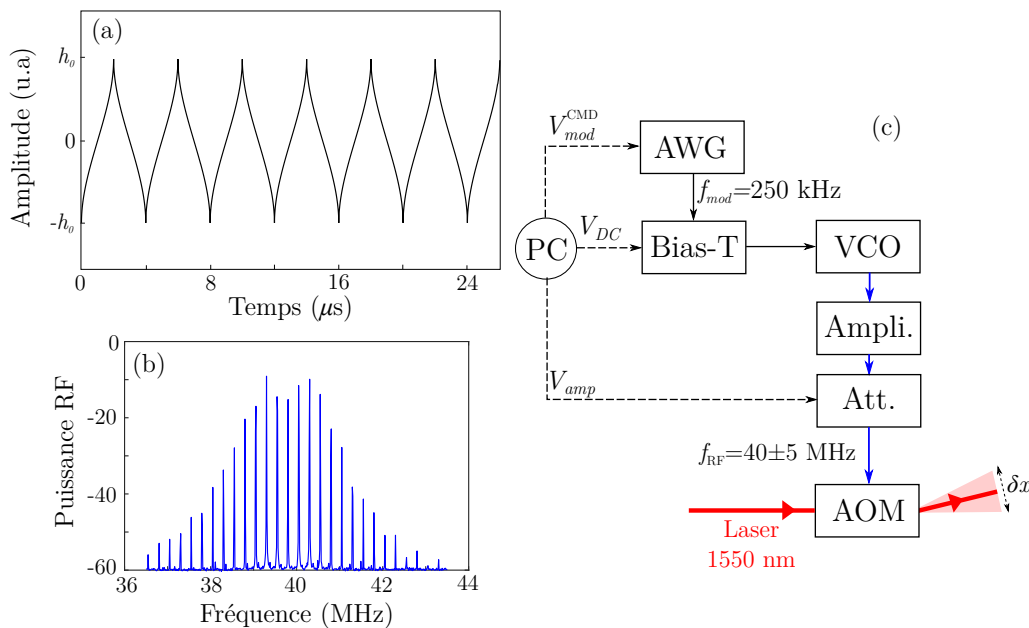 (a)
Amplitude (u.a)
h₀
0
-h₀
0
8
16
24
Temps (µs)
(b)
Puissance RF
0
-20
-40
-60
36
38
40
42
44
Fréquence (MHz)
(c)
V_mod^CMD
AWG
f_mod=250 kHz
PC
V_DC
Bias-T
VCO
Ampli.
V_amp
Att.
f_RF=40±5 MHz
AOM
δx
Laser
1550 nm